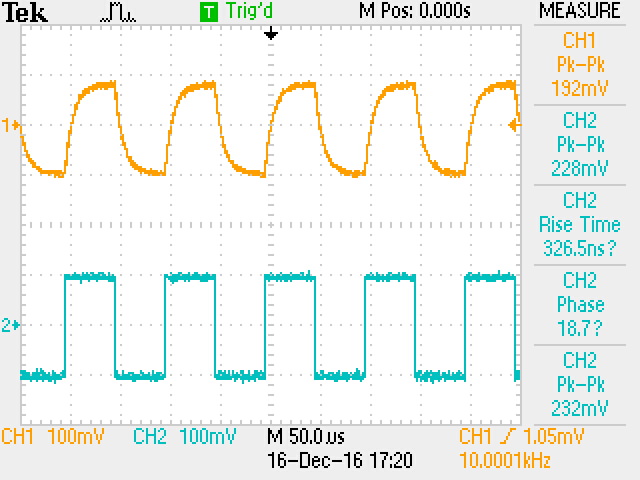 Tek T Trig'd M Pos: 0.000s MEASURE
CH1
Pk-Pk
192mV
CH2
Pk-Pk
228mV
CH2
Rise Time
326.5ns?
CH2
Phase
18.7?
CH2
Pk-Pk
232mV
1
2
CH1 100mV CH2 100mV M 50.0us CH1 1.05mV
16-Dec-16 17:20 10.0001kHz